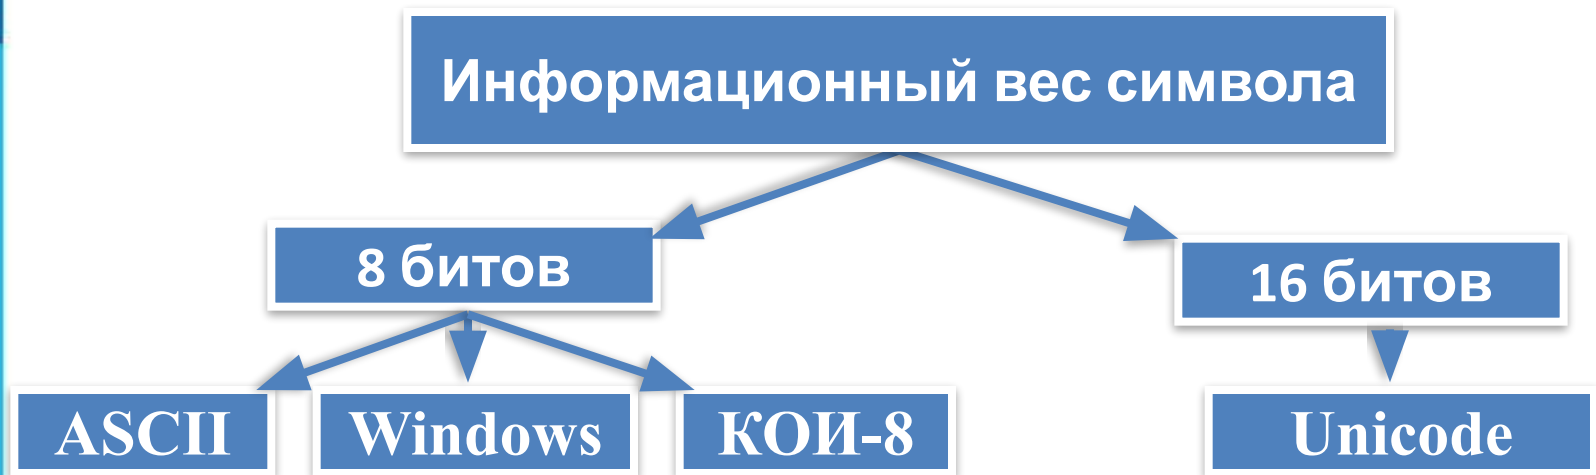 Информационный вес символа
8 битов
16 битов
ASCII
Windows
КОИ-8
Unicode